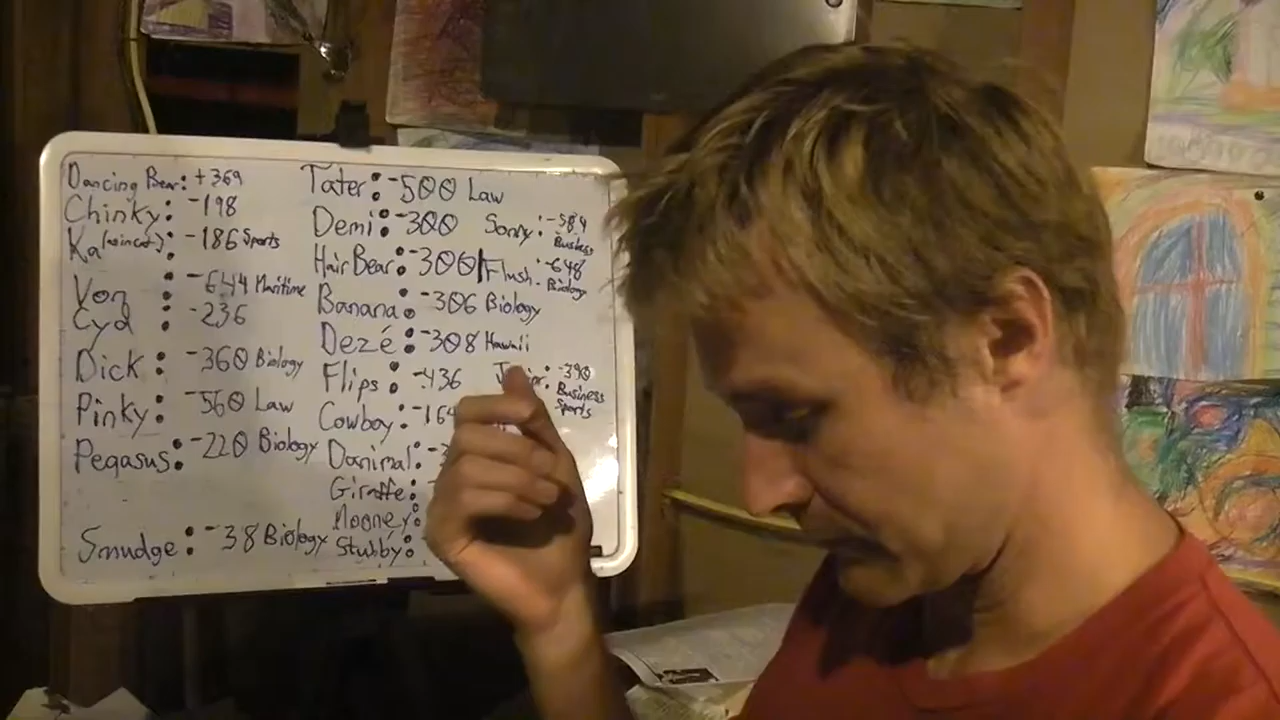 Dancing Bear: +369
Chinky: -198
Ka : -186 Sports
Von : -644 Maritime
Cyd : -236
Dick : -360 Biology
Pinky: -560 Law
Pegasus: -220 Biology
Smudge: -38 Biology
Tater: -500 Law
Demi: -300
Hair Bear: -300
Banana: -306 Biology
Dezé: -308 Hawaii
Flips: -436
Cowboy: -164
Danimal:
Giraffe:
Mooney:
Stubby:
Sonny: -584
Busness
Flush: -648
Biology
-390
Business
Sports